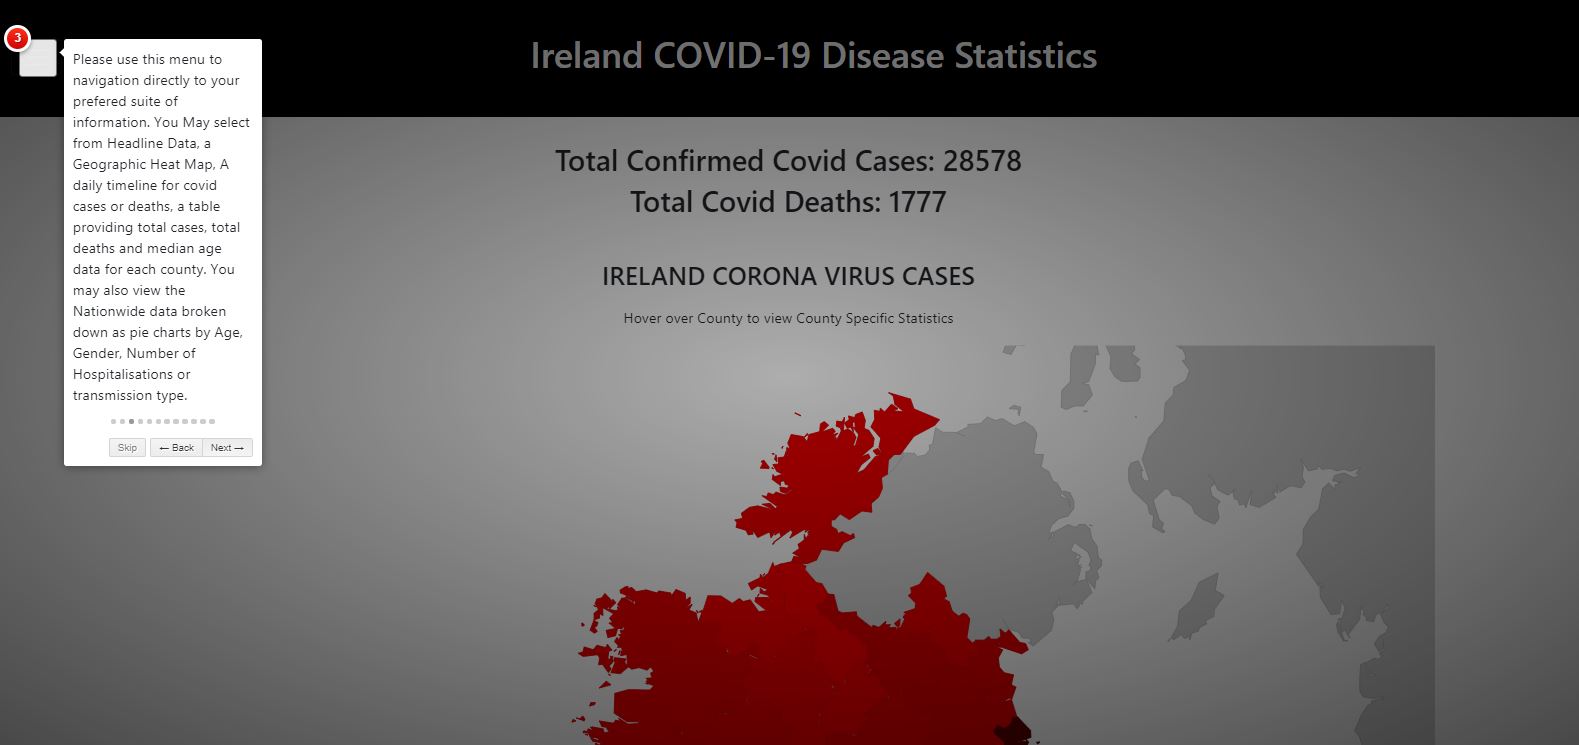 3
Please use this menu to
navigation directly to your
prefered suite of
information. You May select
from Headline Data, a
Geographic Heat Map, A
daily timeline for covid
cases or deaths, a table
providing total cases, total
deaths and median age
data for each county. You
may also view the
Nationwide data broken
down as pie charts by Age,
Gender, Number of
Hospitalisations or
transmission type.
Skip ← Back Next →
Ireland COVID-19 Disease Statistics
Total Confirmed Covid Cases: 28578
Total Covid Deaths: 1777
IRELAND CORONA VIRUS CASES
Hover over County to view County Specific Statistics